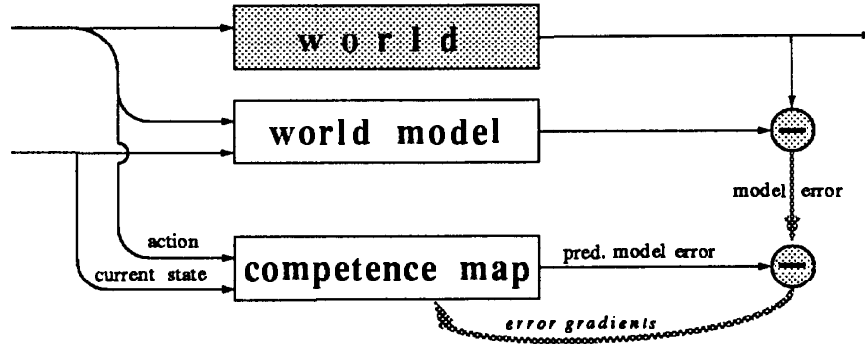 world
world model
model error
action
competence map
pred. model error
current state
error gradients